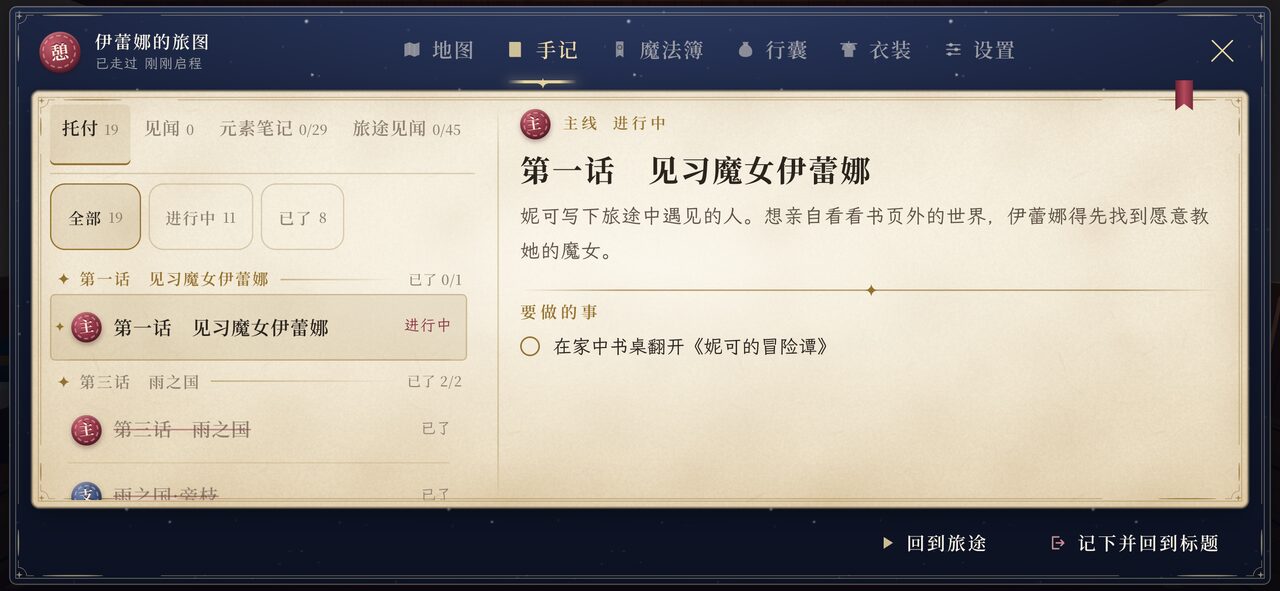 憩
伊蕾娜的旅图
已走过 刚刚启程
地图
手记
魔法簿
行囊
衣装
设置
托付 19
见闻 0
元素笔记 0/29
旅途见闻 0/45
全部 19
进行中 11
已了 8
第一话 见习魔女伊蕾娜
已了 0/1
主 第一话 见习魔女伊蕾娜 进行中
第三话 雨之国
已了 2/2
主 第三话 雨之国 已了
支 雨之国·旁枝 已了
主 主线 进行中
第一话 见习魔女伊蕾娜
妮可写下旅途中遇见的人。想亲自看看书页外的世界，伊蕾娜得先找到愿意教
她的魔女。
要做的事
在家中书桌翻开《妮可的冒险谭》
回到旅途
记下并回到标题